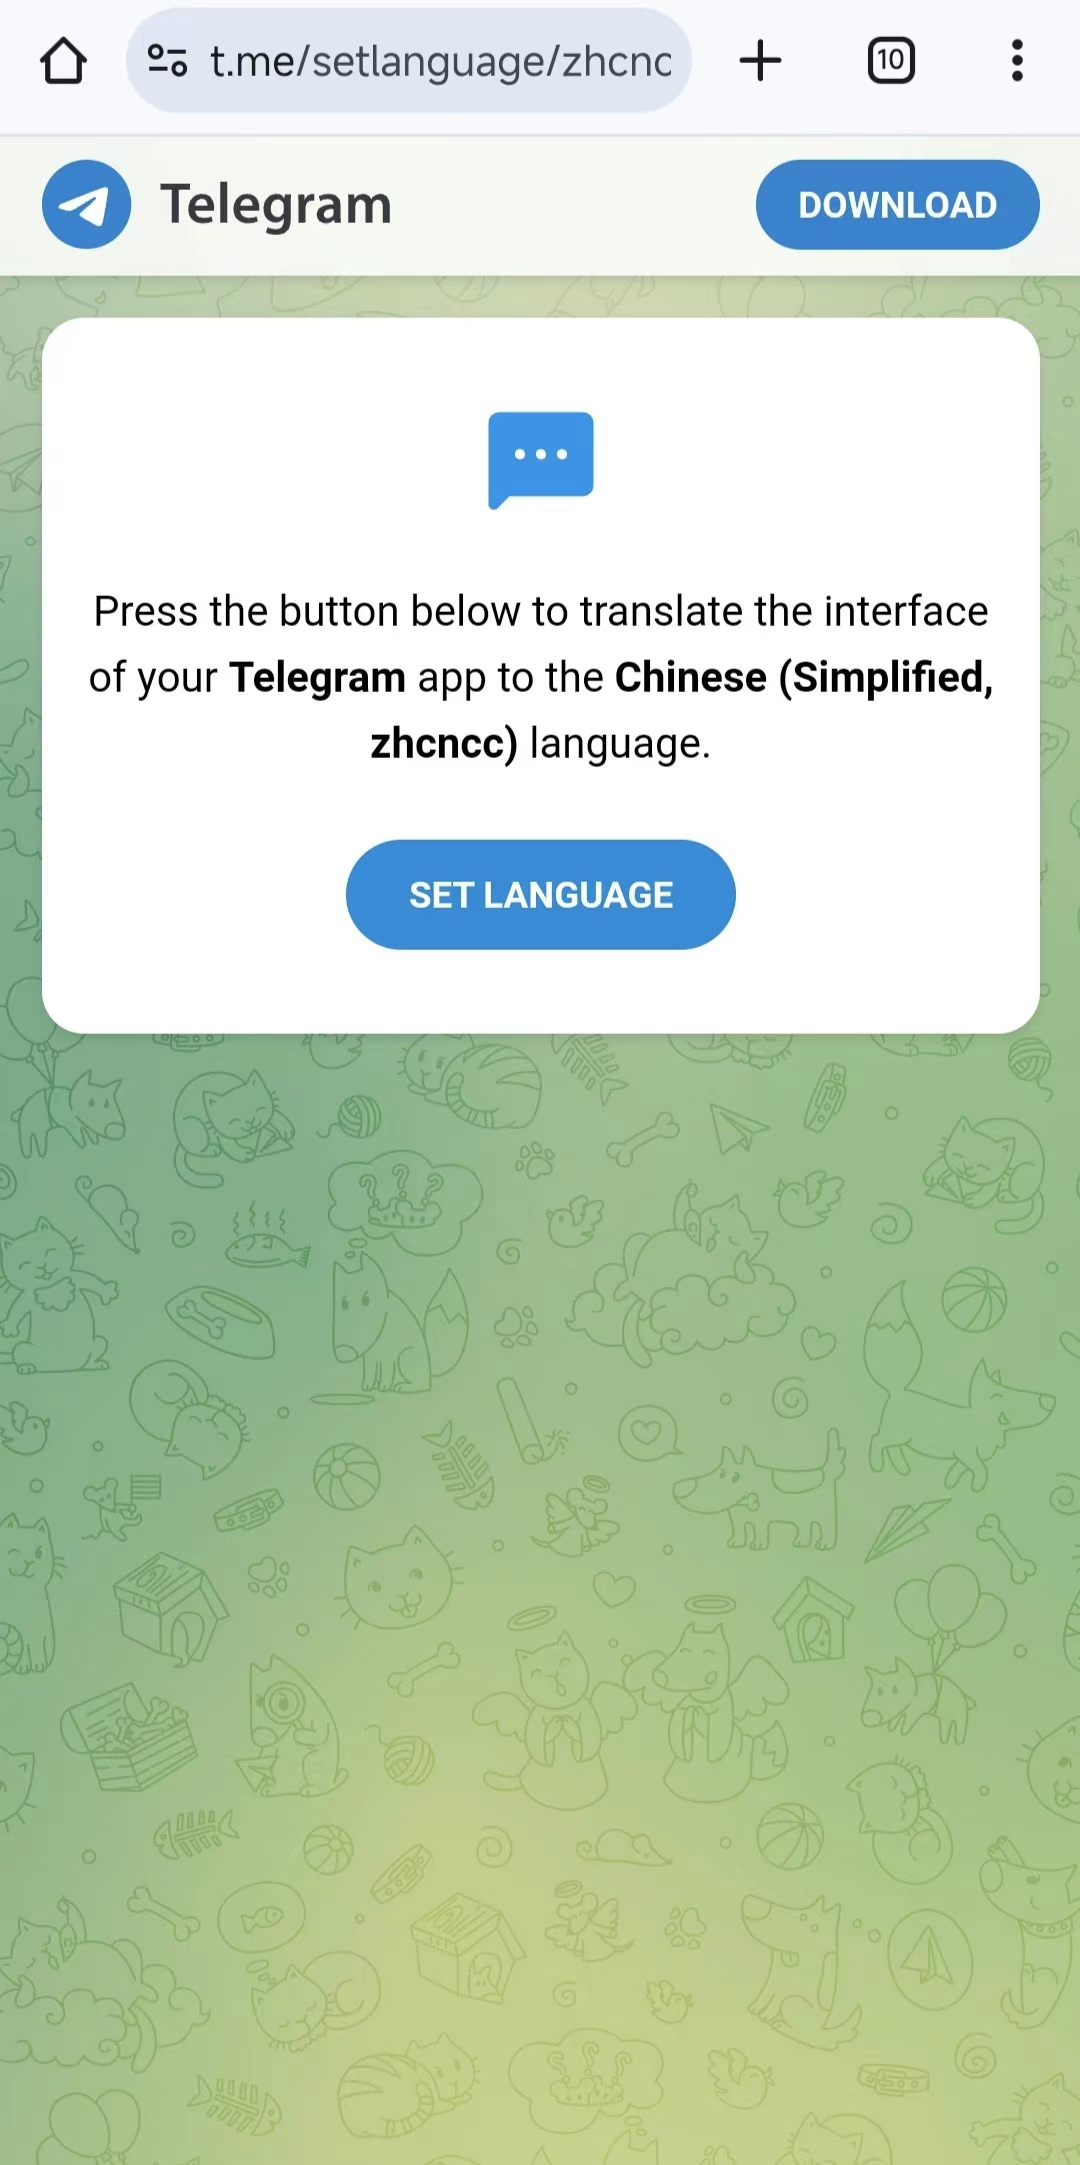 t.me/setlanguage/zhcnc
10
Telegram
DOWNLOAD
Press the button below to translate the interface
of your Telegram app to the Chinese (Simplified,
zhcncc) language.
SET LANGUAGE